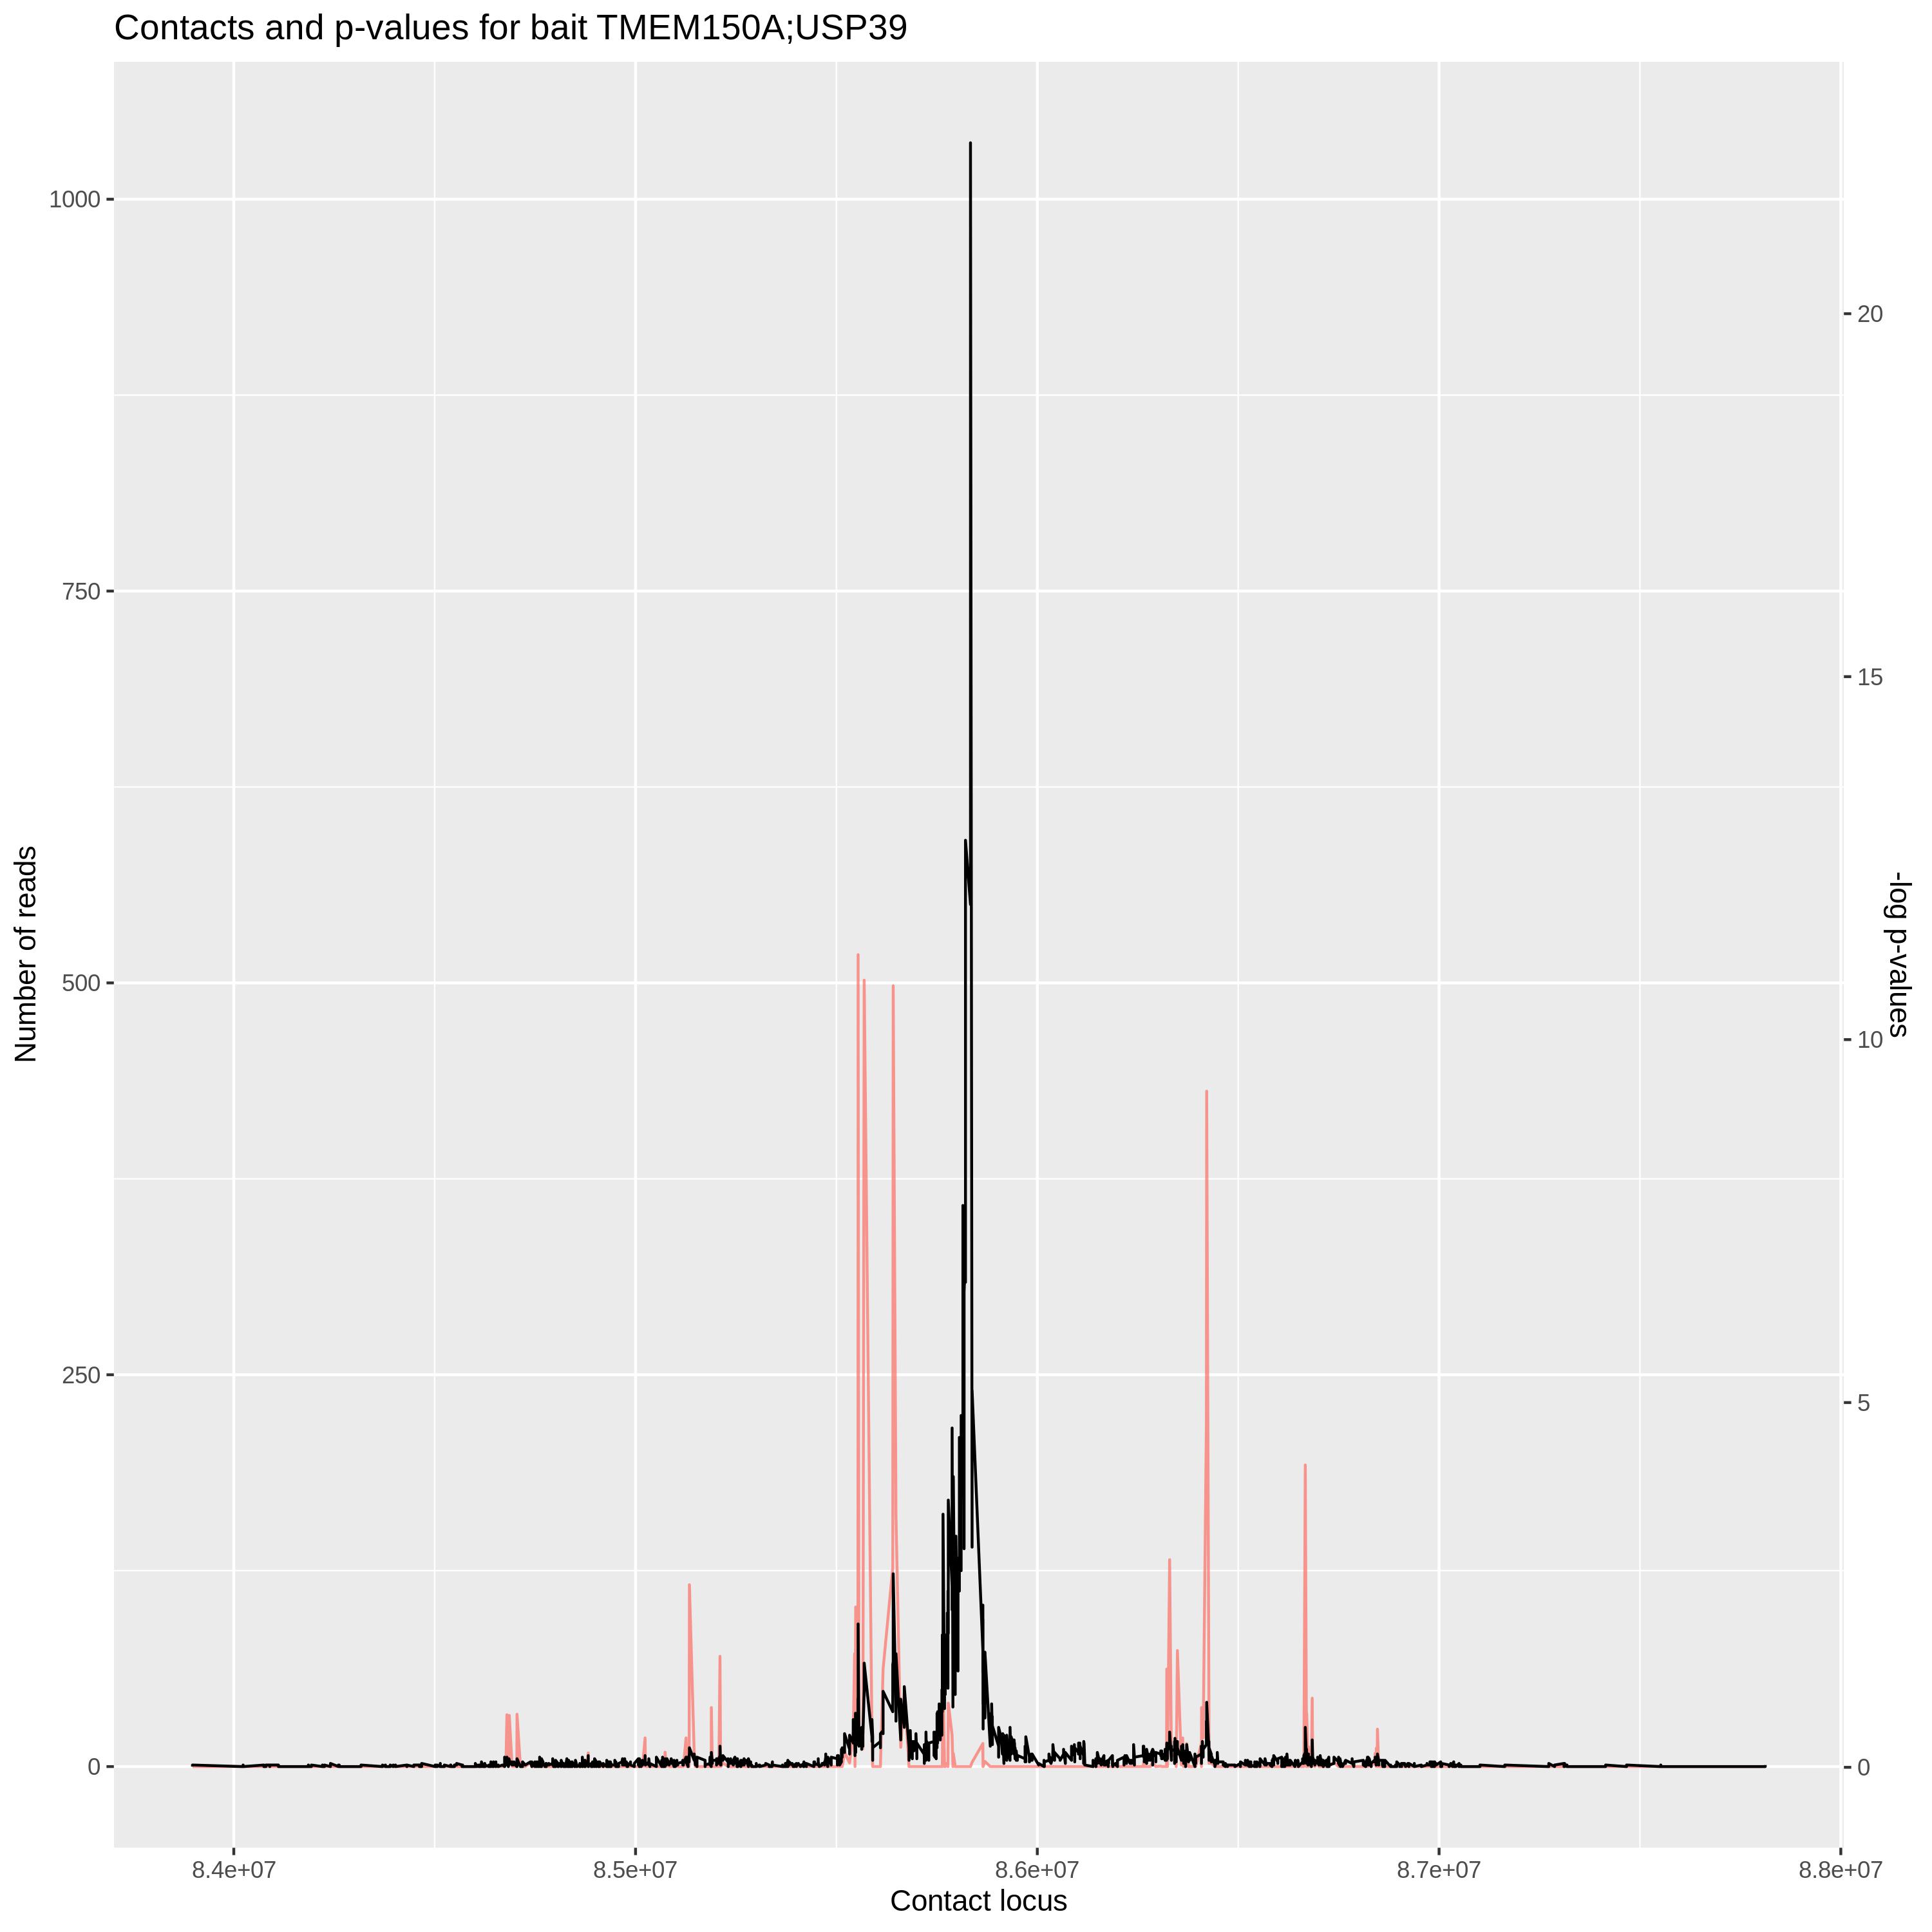 Contacts and p-values for bait TMEM150A;USP39
1000
750
500
250
0
Number of reads
20
15
10
5
0
-log p-values
8.4e+07
8.5e+07
8.6e+07
8.7e+07
8.8e+07
Contact locus